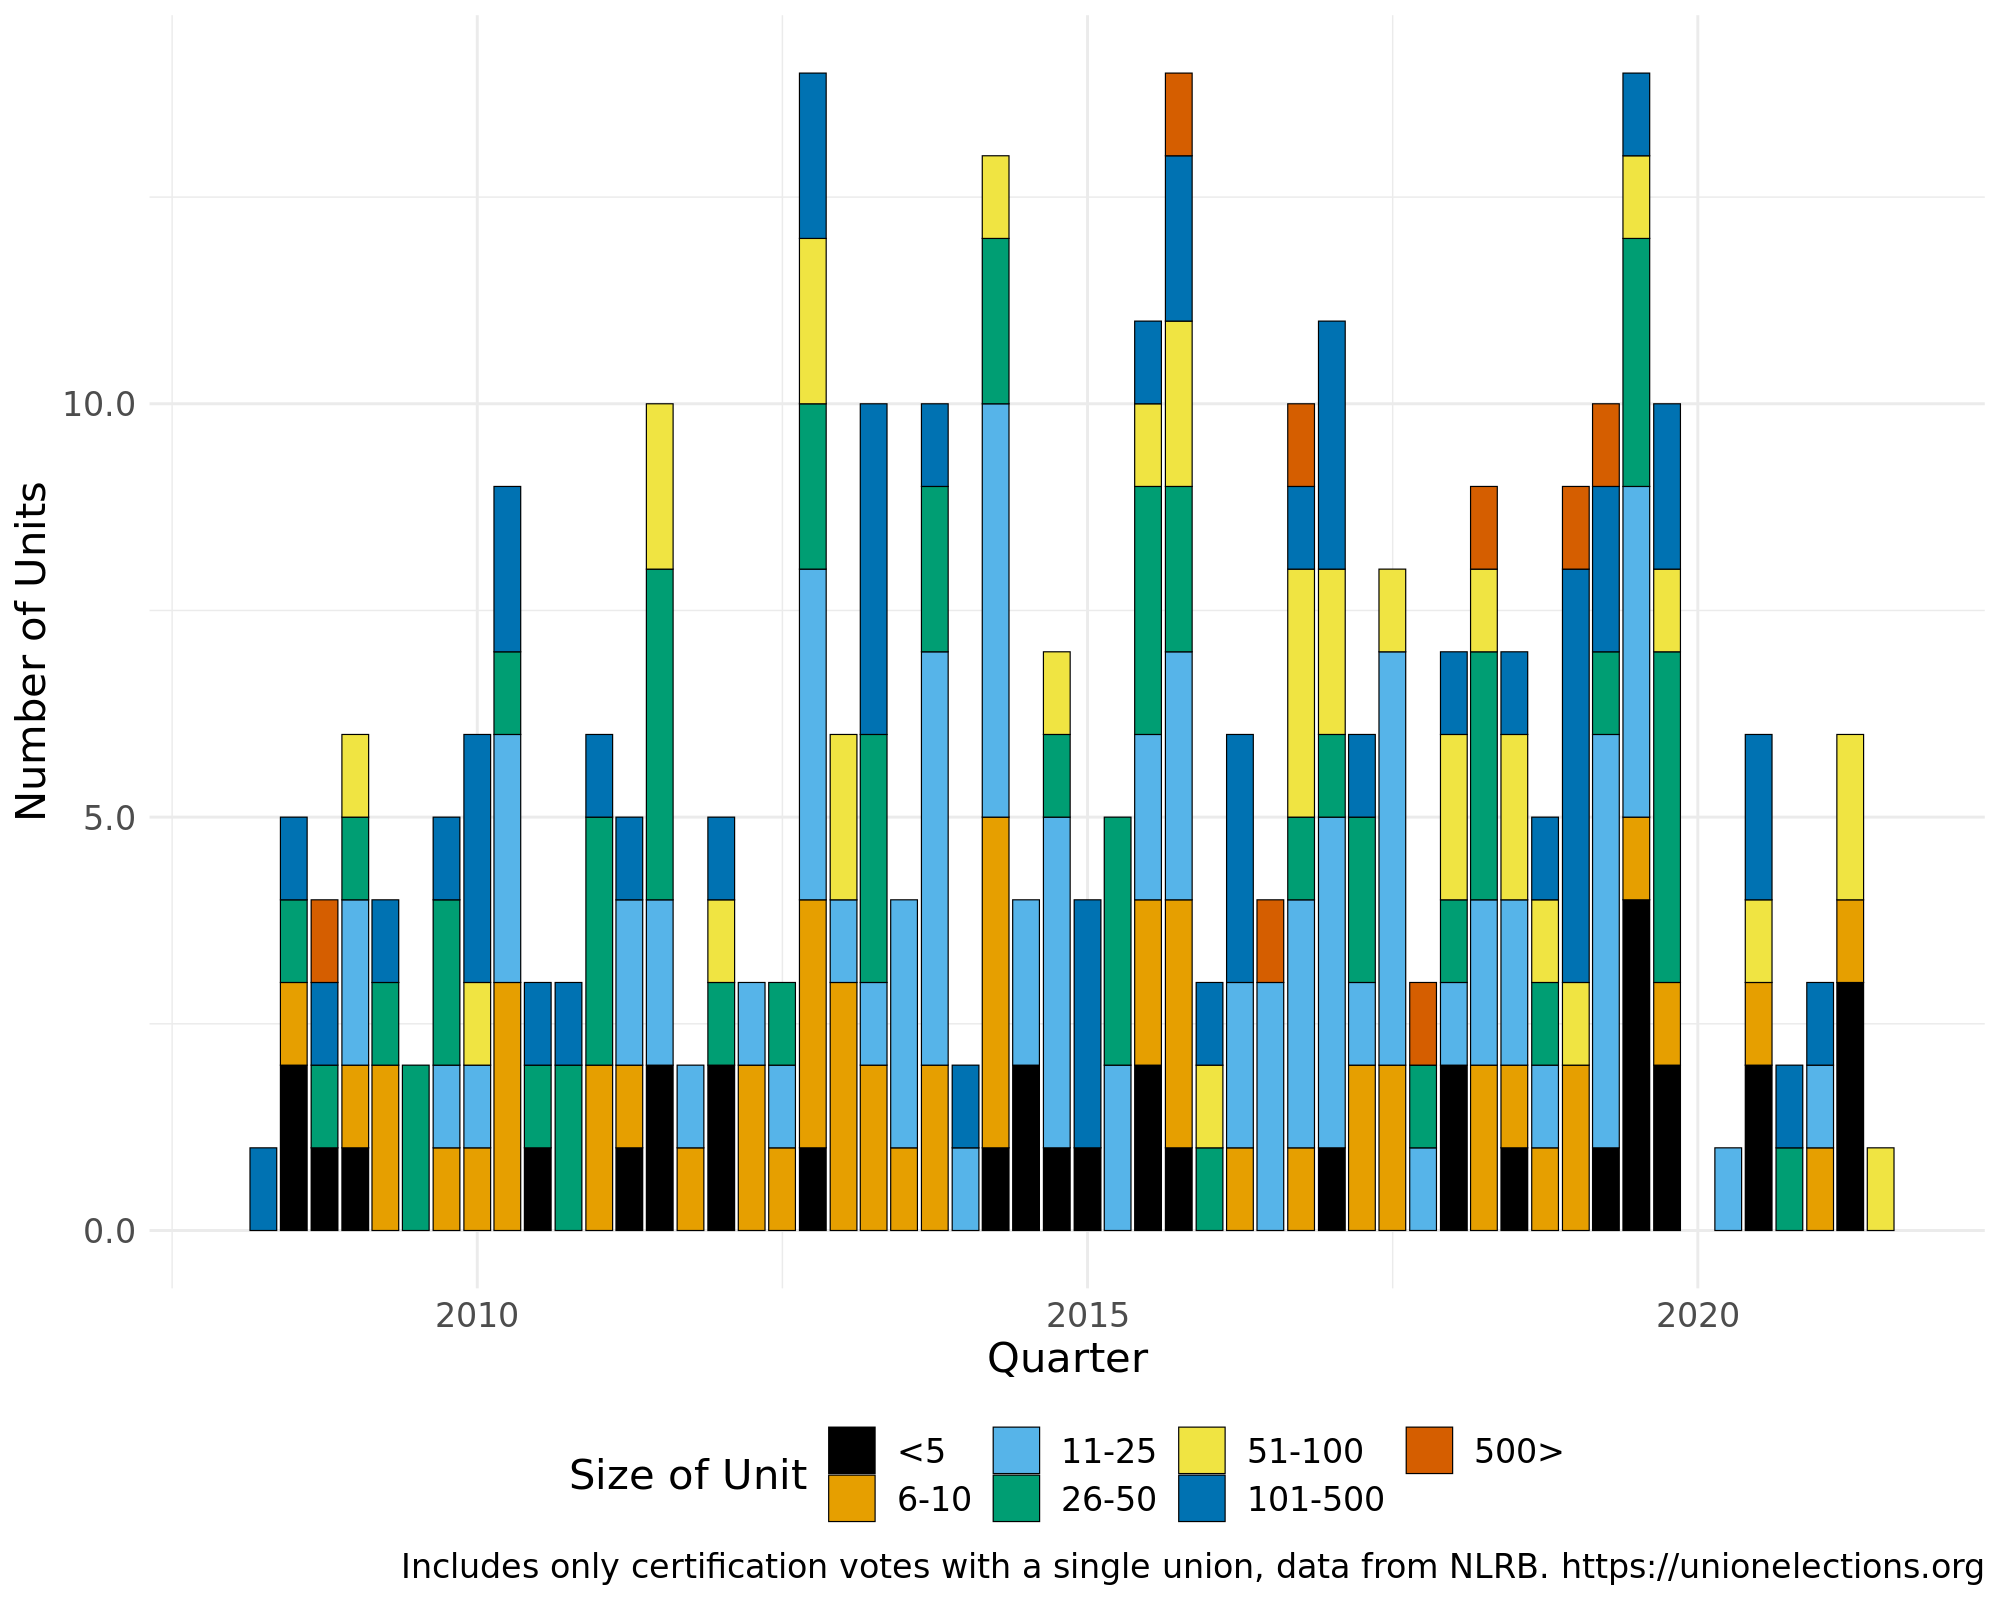 10.0
5.0
0.0
Number of Units
2010 2015 2020
Quarter
Size of Unit
<5 11-25 51-100 500>
6-10 26-50 101-500
Includes only certification votes with a single union, data from NLRB. https://unionelections.org